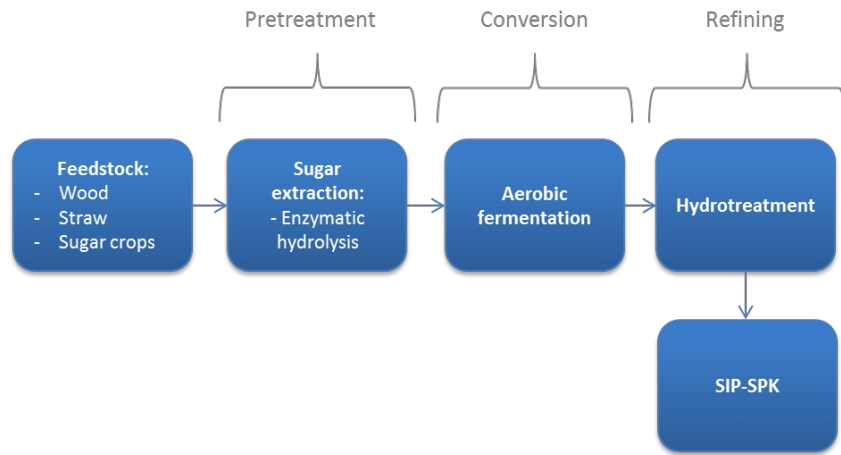 Pretreatment
Conversion
Refining
Feedstock:
- Wood
- Straw
- Sugar crops
Sugar
extraction:
- Enzymatic
hydrolysis
Aerobic
fermentation
Hydrotreatment
SIP-SPK